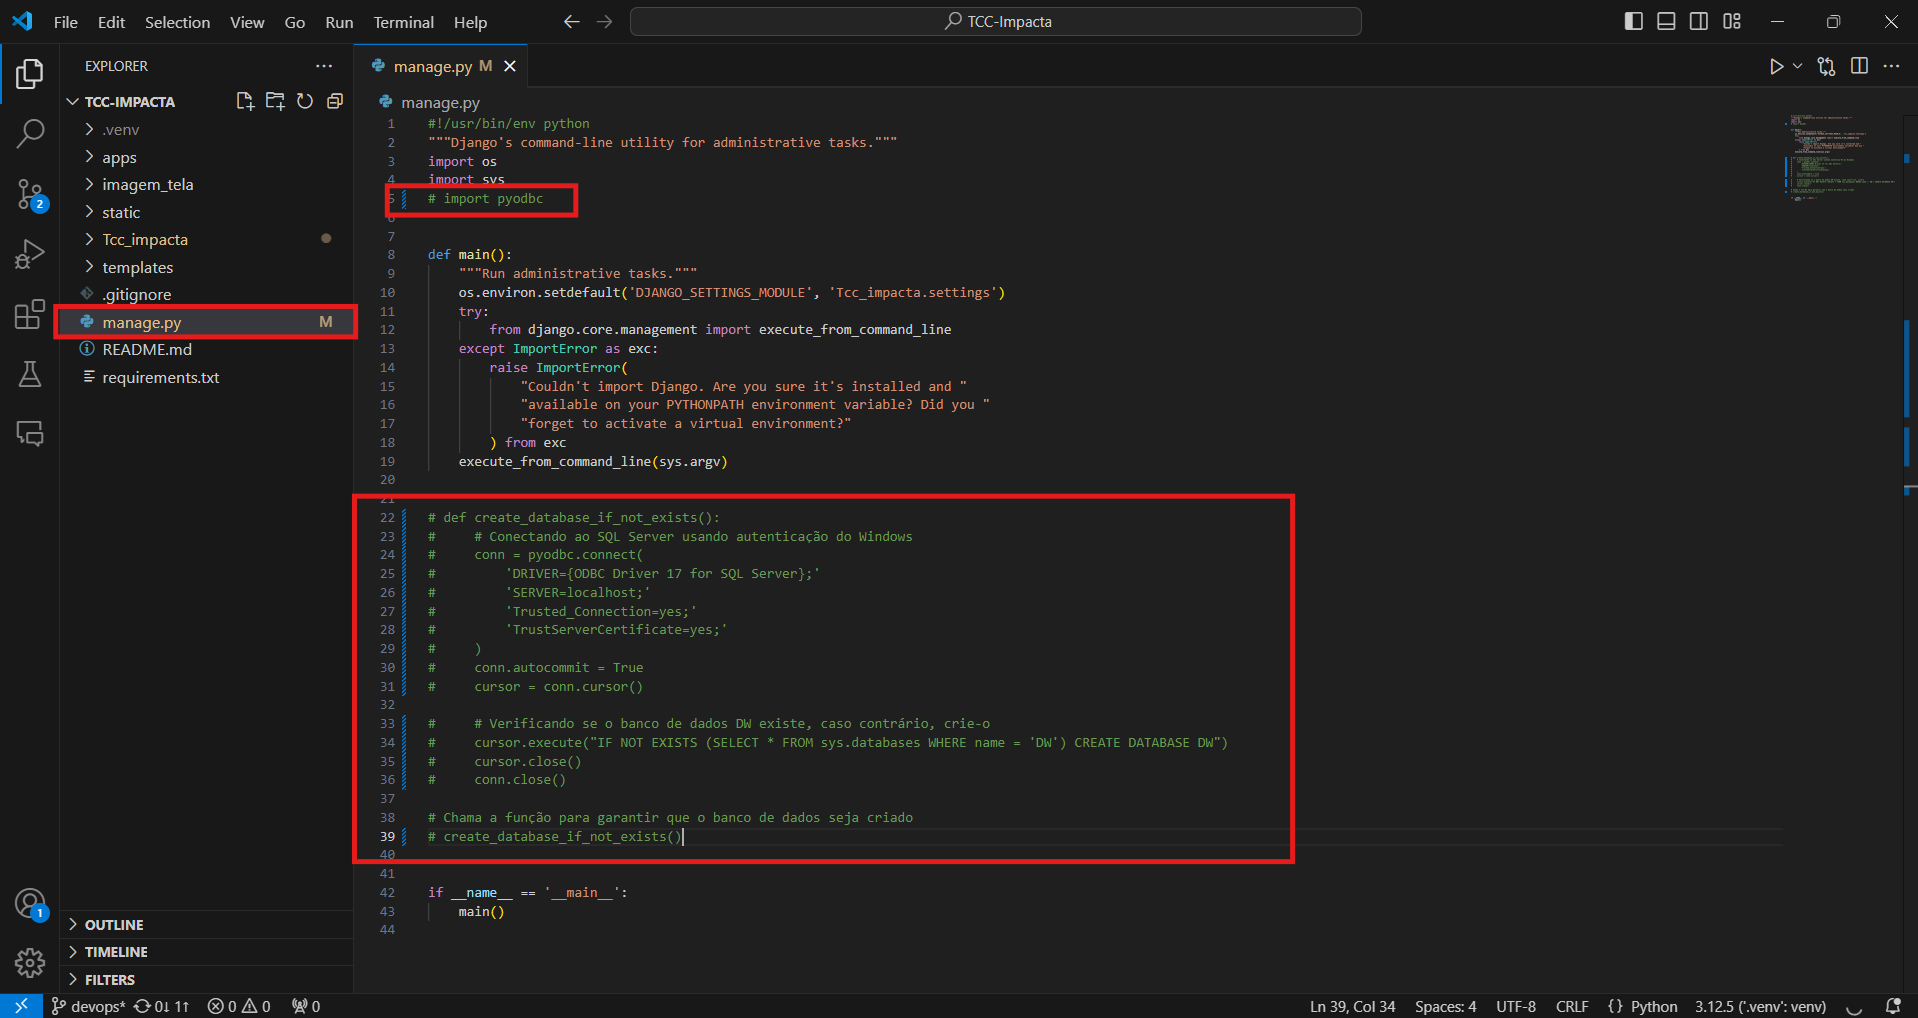 File Edit Selection View Go Run Terminal Help
TCC-Impacta
EXPLORER
TCC-IMPACTA
.venv
apps
imagem_tela
static
Tcc_impacta
templates
.gitignore
manage.py M
README.md
requirements.txt
OUTLINE
TIMELINE
FILTERS
2
1
manage.py M
manage.py
1 #!/usr/bin/env python
2 """Django's command-line utility for administrative tasks."""
3 import os
4 import sys
5 # import pyodbc
6
7
8 def main():
9 """Run administrative tasks."""
10 os.environ.setdefault('DJANGO_SETTINGS_MODULE', 'Tcc_impacta.settings')
11 try:
12 from django.core.management import execute_from_command_line
13 except ImportError as exc:
14 raise ImportError(
15 "Couldn't import Django. Are you sure it's installed and "
16 "available on your PYTHONPATH environment variable? Did you "
17 "forget to activate a virtual environment?"
18 ) from exc
19 execute_from_command_line(sys.argv)
20
21
22 # def create_database_if_not_exists():
23 # # Conectando ao SQL Server usando autenticação do Windows
24 # conn = pyodbc.connect(
25 # 'DRIVER={ODBC Driver 17 for SQL Server};'
26 # 'SERVER=localhost;'
27 # 'Trusted_Connection=yes;'
28 # 'TrustServerCertificate=yes;'
29 # )
30 # conn.autocommit = True
31 # cursor = conn.cursor()
32
33 # # Verificando se o banco de dados DW existe, caso contrário, crie-o
34 # cursor.execute("IF NOT EXISTS (SELECT * FROM sys.databases WHERE name = 'DW') CREATE DATABASE DW")
35 # cursor.close()
36 # conn.close()
37
38 # Chama a função para garantir que o banco de dados seja criado
39 # create_database_if_not_exists()
40
41
42 if __name__ == '__main__':
43 main()
44
devops* 0↓ 1↑ 0 0 0 Ln 39, Col 34 Spaces: 4 UTF-8 CRLF {} Python 3.12.5 ('.venv': venv)